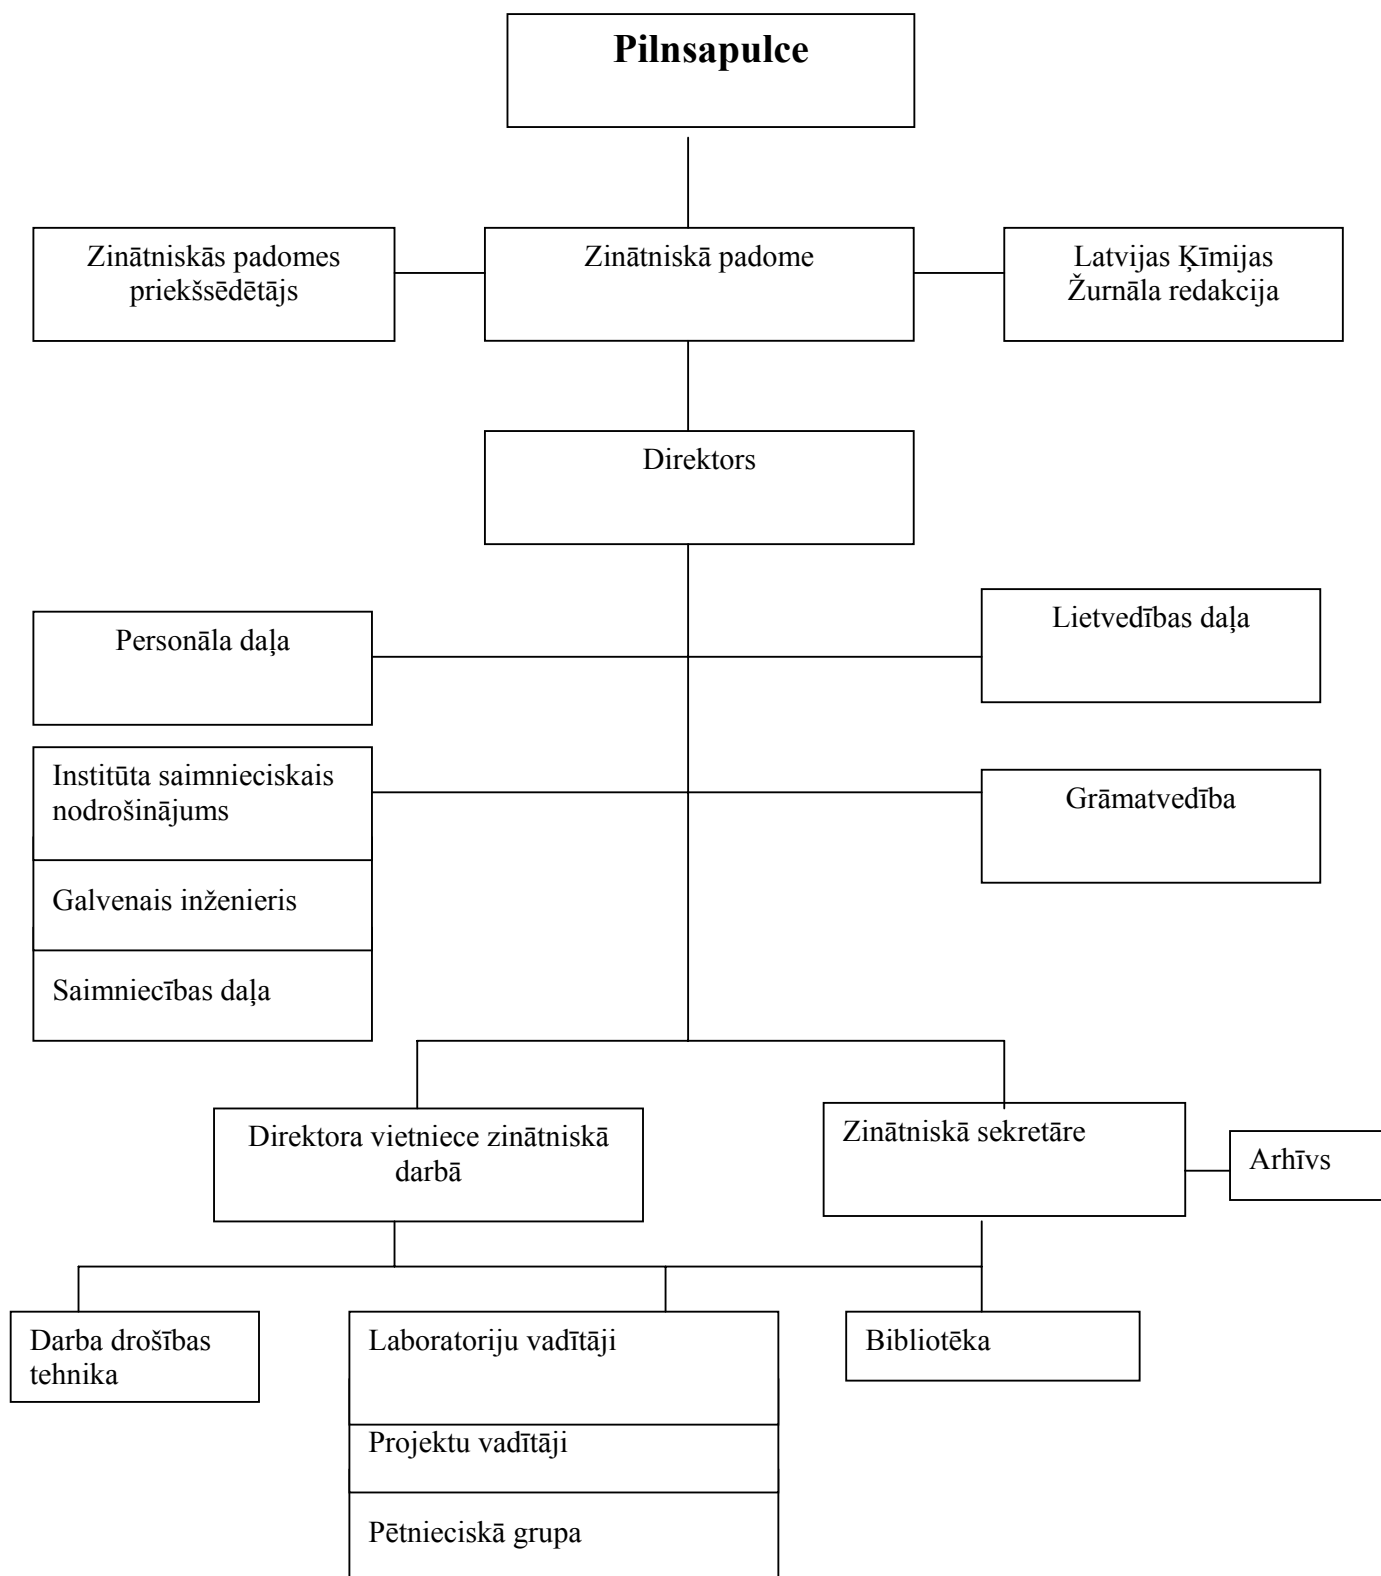 Pilnsapulce
Zinātniskās padomes
priekšsēdētājs
Zinātniskā padome
Latvijas Ķīmijas
Žurnāla redakcija
Direktors
Personāla daļa
Lietvedības daļa
Institūta saimnieciskais
nodrošinājums
Grāmatvedība
Galvenais inženieris
Saimniecības daļa
Direktora vietniece zinātniskā
darbā
Zinātniskā sekretāre
Arhīvs
Darba drošības
tehnika
Laboratoriju vadītāji
Bibliotēka
Projektu vadītāji
Pētnieciskā grupa